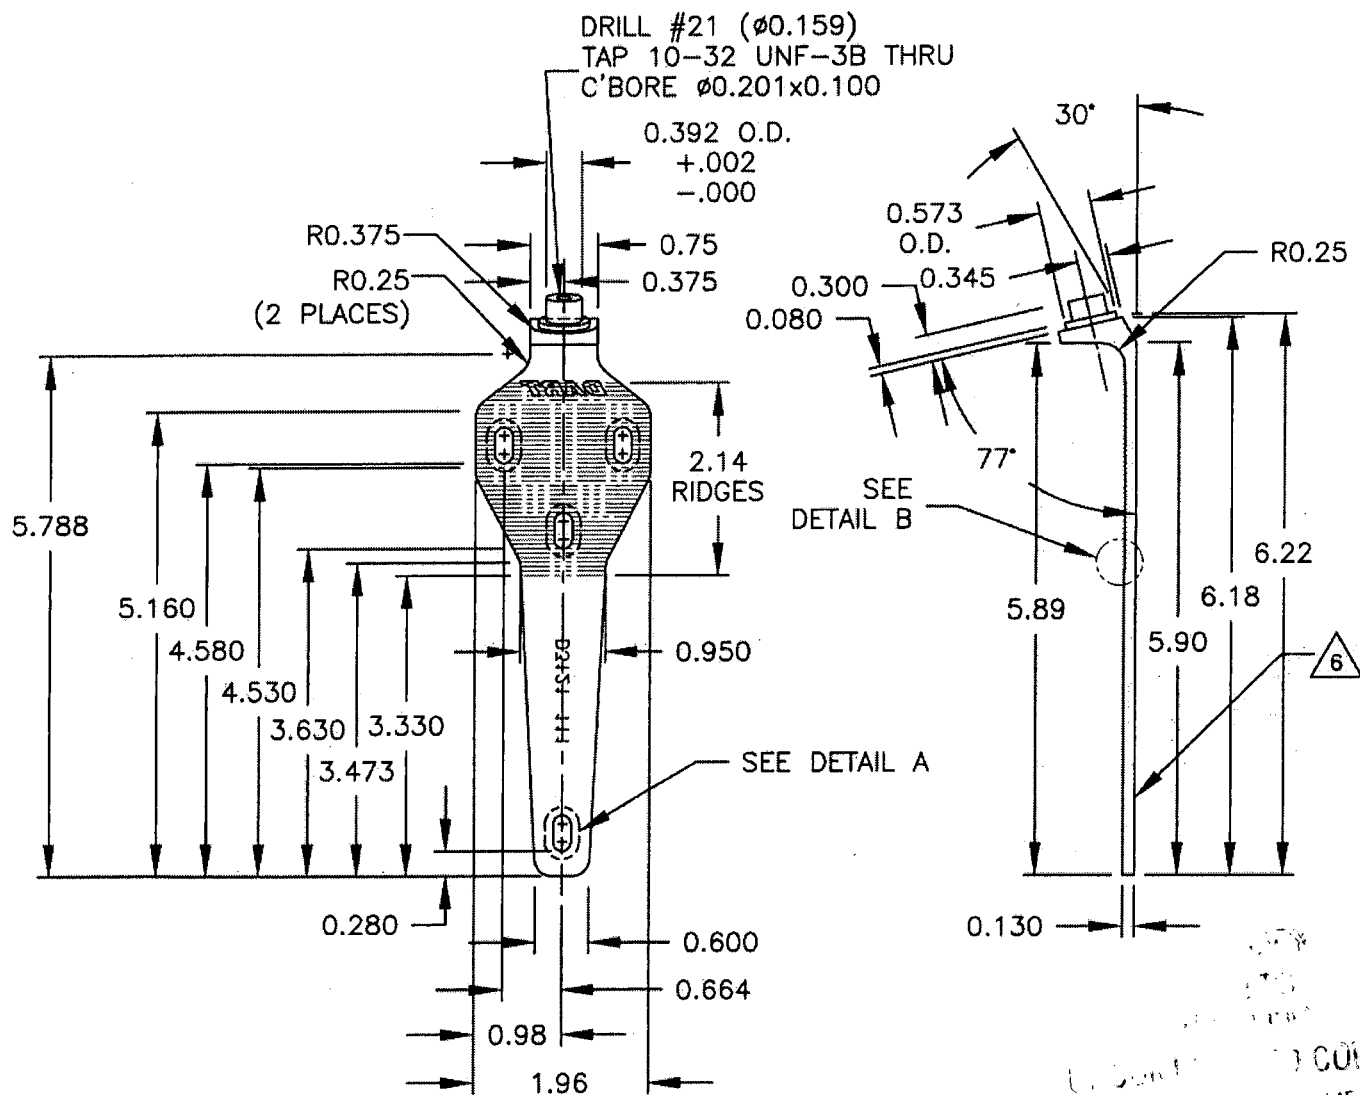 DRILL #21 (ø0.159)
TAP 10-32 UNF-3B THRU
C'BORE ø0.201x0.100
0.392 O.D.
+.002
-.000
R0.375
0.75
R0.25
(2 PLACES)
0.375
30°
0.573
O.D.
0.345
R0.25
0.300
0.080
77°
2.14
RIDGES
SEE
DETAIL B
5.788
5.160
4.580
4.530
3.630
3.473
3.330
0.950
5.89
5.90
6.18
6.22
6
SEE DETAIL A
0.280
0.600
0.664
0.98
1.96
0.130